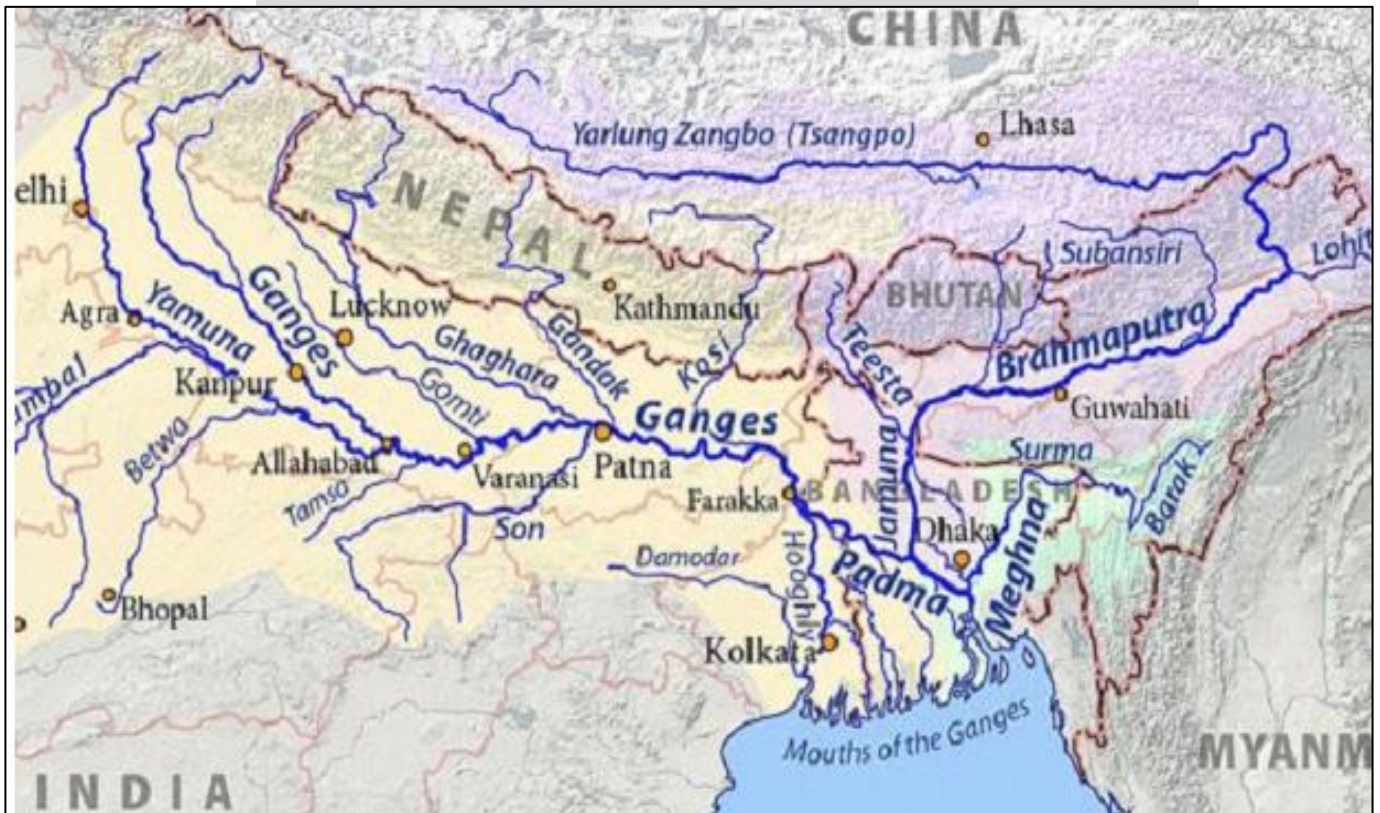 CHINA
Yarlung Zangbo (Tsangpo)
Lhasa
elhi
NEPAL
Subansiri
Lohit
Ganges
Lucknow
Kathmandu
BHUTAN
Agra
Yamuna
Ghaghara
Gandak
Kosi
Teesta
Brahmaputra
ambal
Kanpur
Gomti
Ganges
Guwahati
Betwa
Allahabad
Varanasi
Patna
Surma
Tamsa
Farakka
BANGLADESH
Jamuna
Barak
Son
Hooghly
Dhaka
Damodar
Padma
Meghna
Bhopal
Kolkata
Mouths of the Ganges
MYANM
INDIA